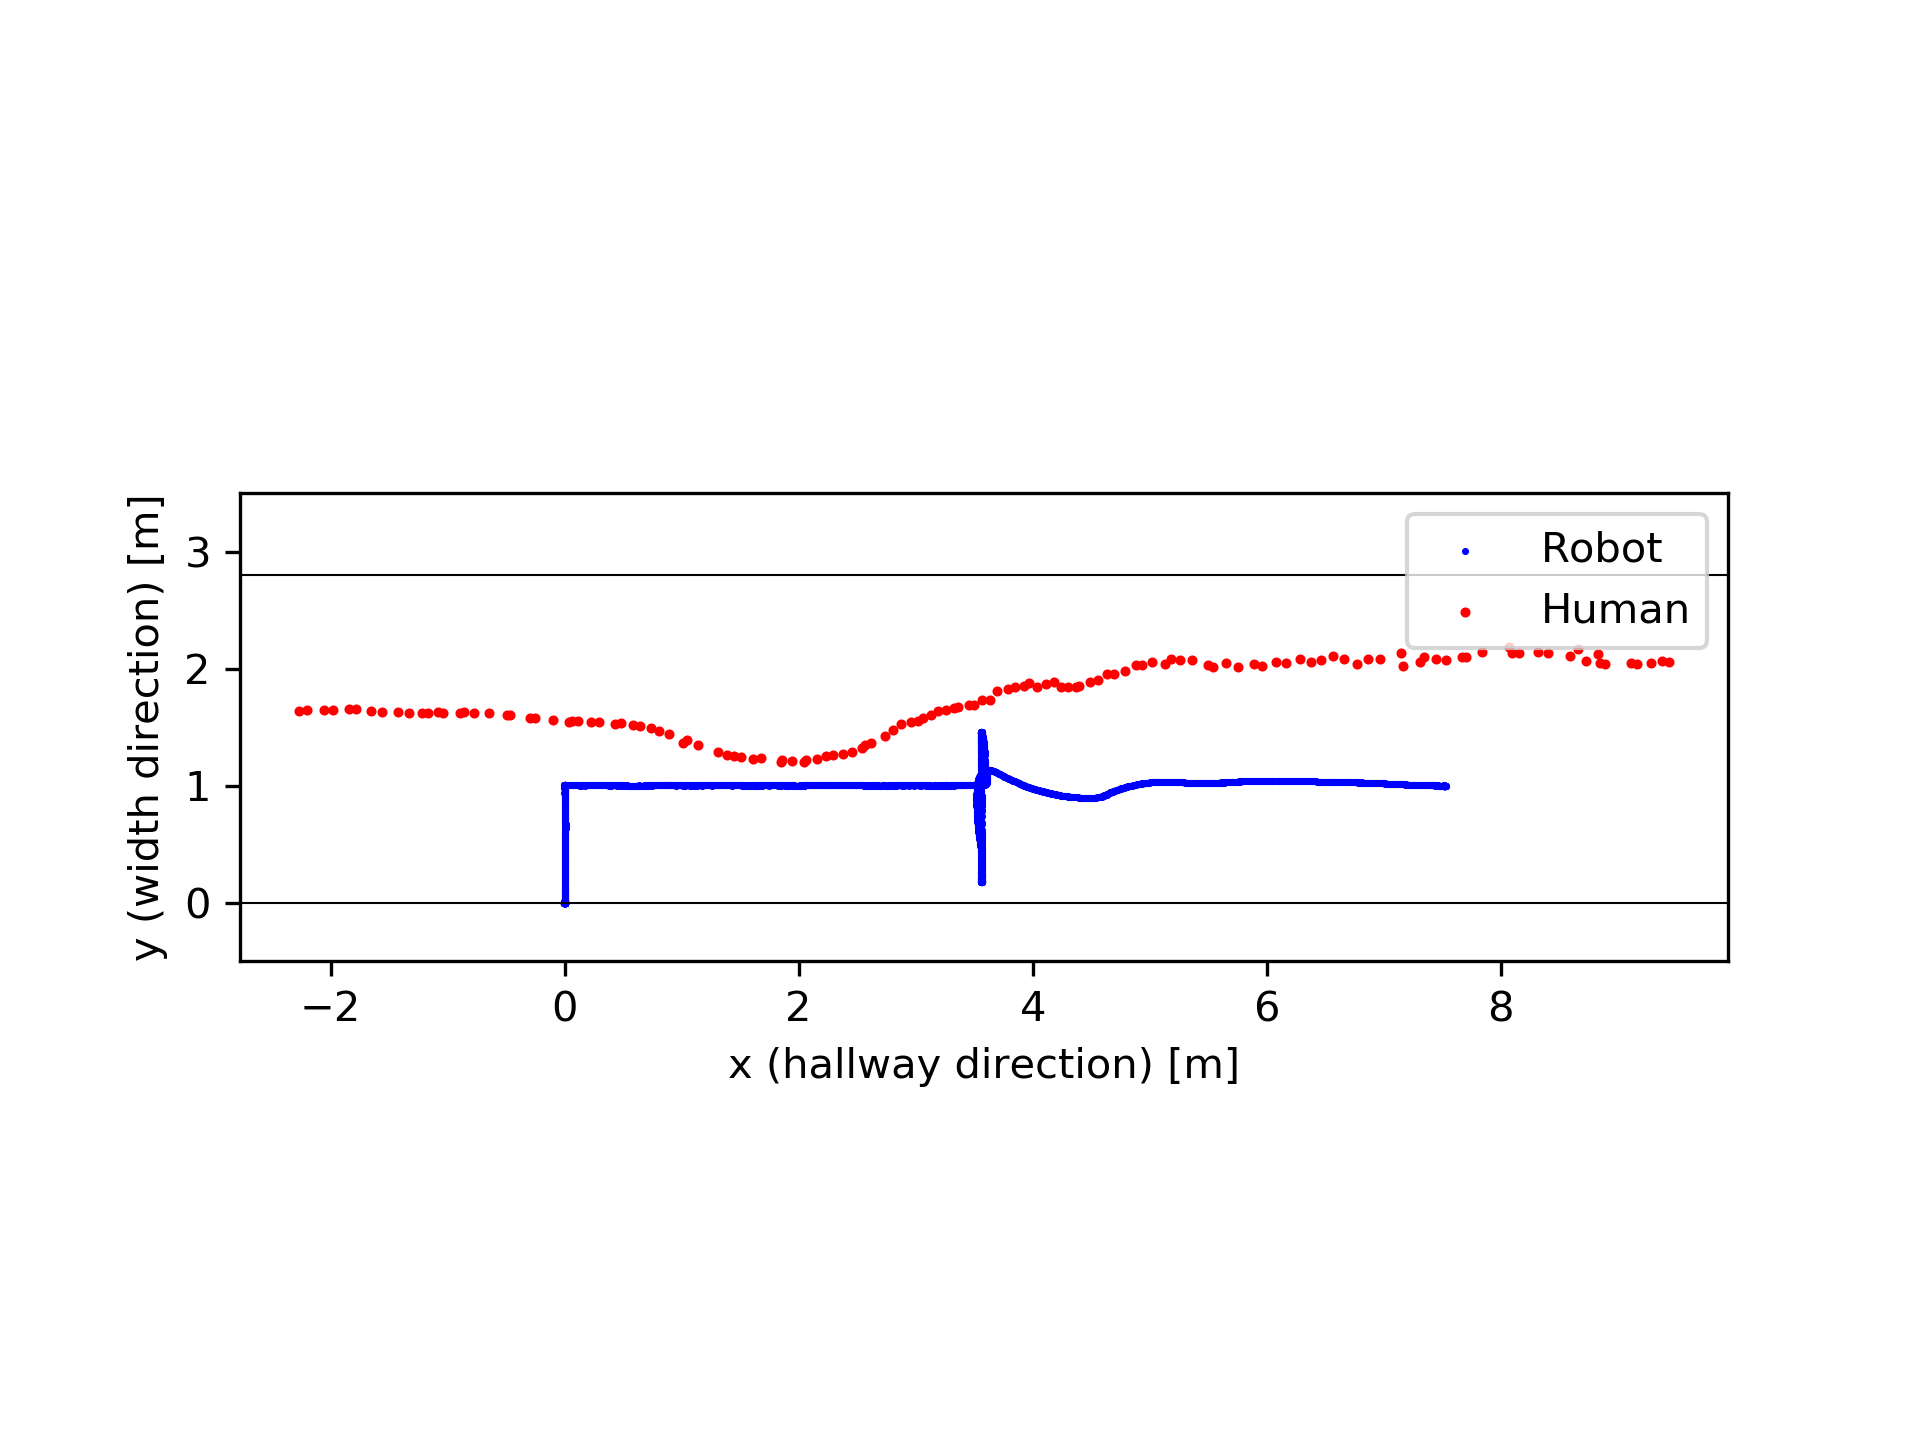 Robot
Human
y (width direction) [m]
3
2
1
0
−2 0 2 4 6 8
x (hallway direction) [m]